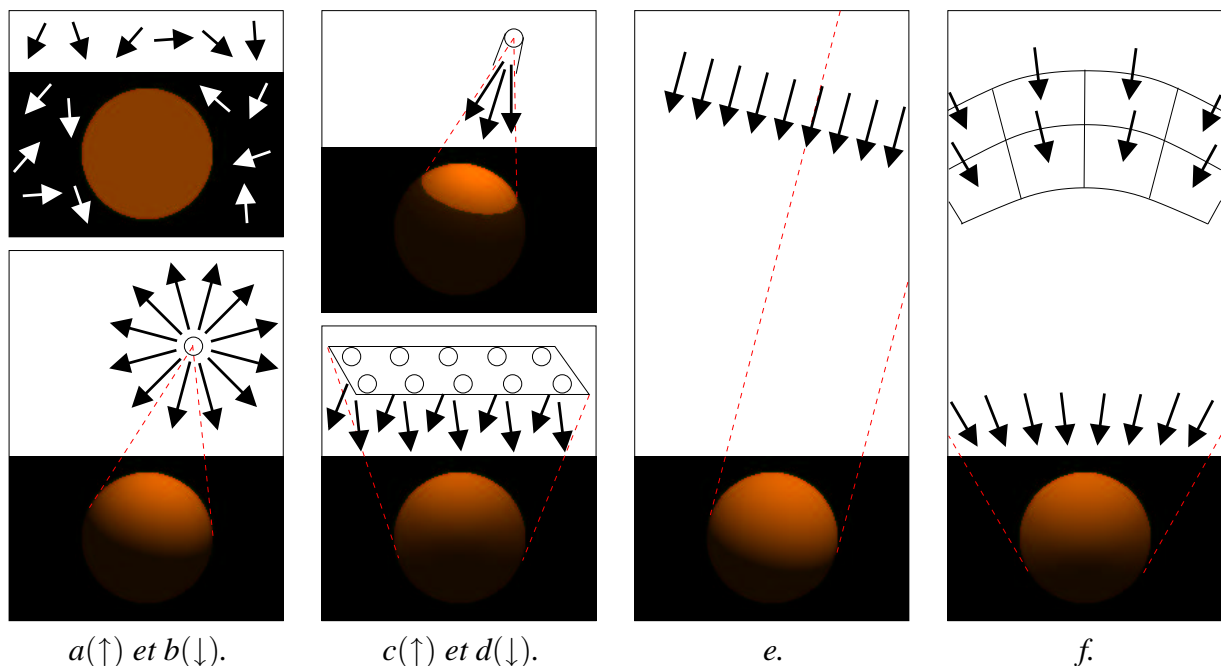 a(↑) et b(↓). c(↑) et d(↓). e. f.